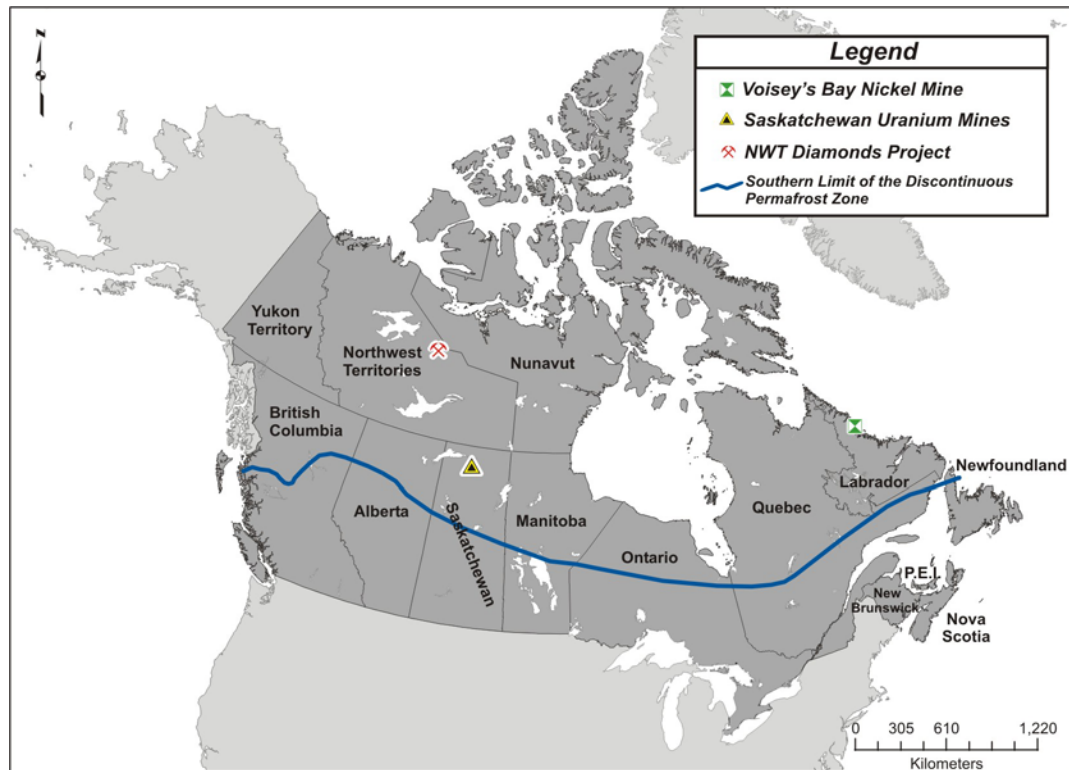 N
Legend
Voisey's Bay Nickel Mine
Saskatchewan Uranium Mines
NWT Diamonds Project
Southern Limit of the Discontinuous
Permafrost Zone
Yukon
Territory
Northwest
Territories
Nunavut
British
Columbia
Alberta
Saskatchewan
Manitoba
Ontario
Quebec
Labrador
Newfoundland
P.E.I.
New
Brunswick
Nova
Scotia
0 305 610 1,220
Kilometers